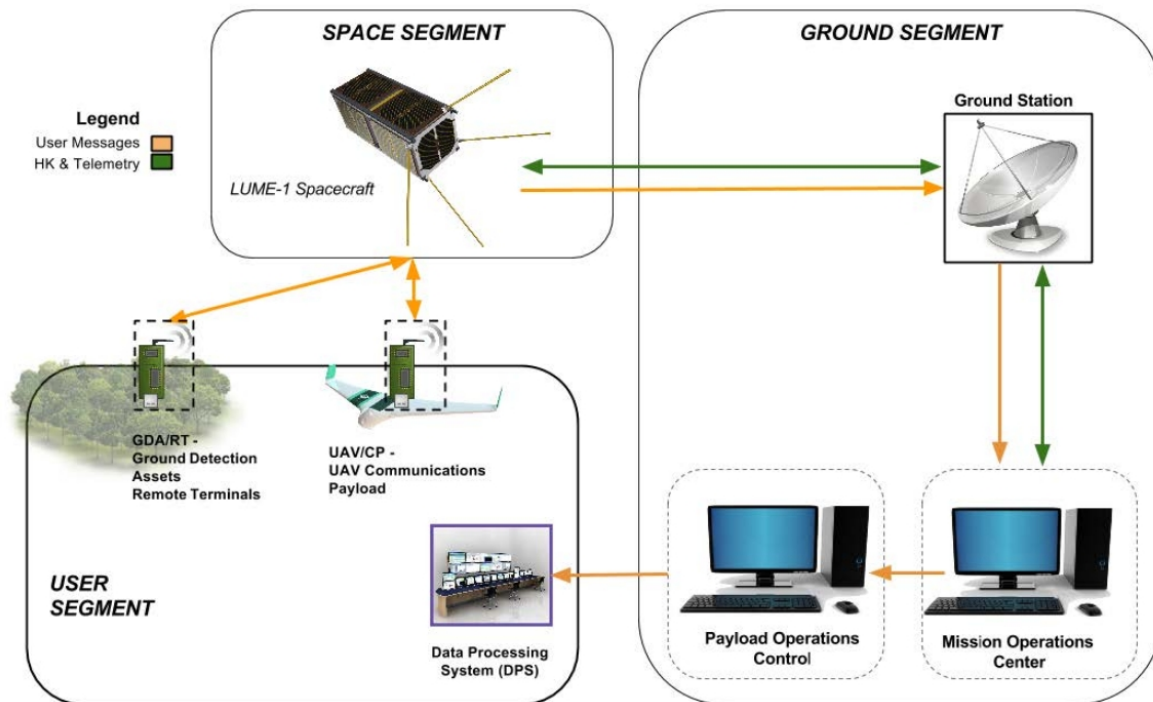 SPACE SEGMENT
GROUND SEGMENT
Legend
User Messages
HK & Telemetry
LUME-1 Spacecraft
Ground Station
GDA/RT -
Ground Detection
Assets
Remote Terminals
UAV/CP -
UAV Communications
Payload
USER
SEGMENT
Data Processing
System (DPS)
Payload Operations
Control
Mission Operations
Center